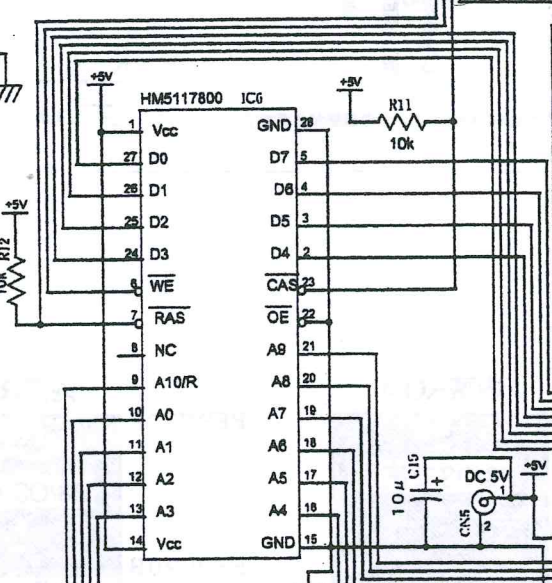 +5V
+5V
HM5117800 IC6
R11
10k
1 Vcc GND 28
27 D0 D7 5
26 D1 D6 4
25 D2 D5 3
24 D3 D4 2
6 WE CAS 23
7 RAS OE 22
8 NC A9 21
9 A10/R A8 20
10 A0 A7 19
11 A1 A6 18
12 A2 A5 17
13 A3 A4 16
14 Vcc GND 15
+5V
R12
10k
10μ C15
+
DC 5V
1
CN5
2
+5V